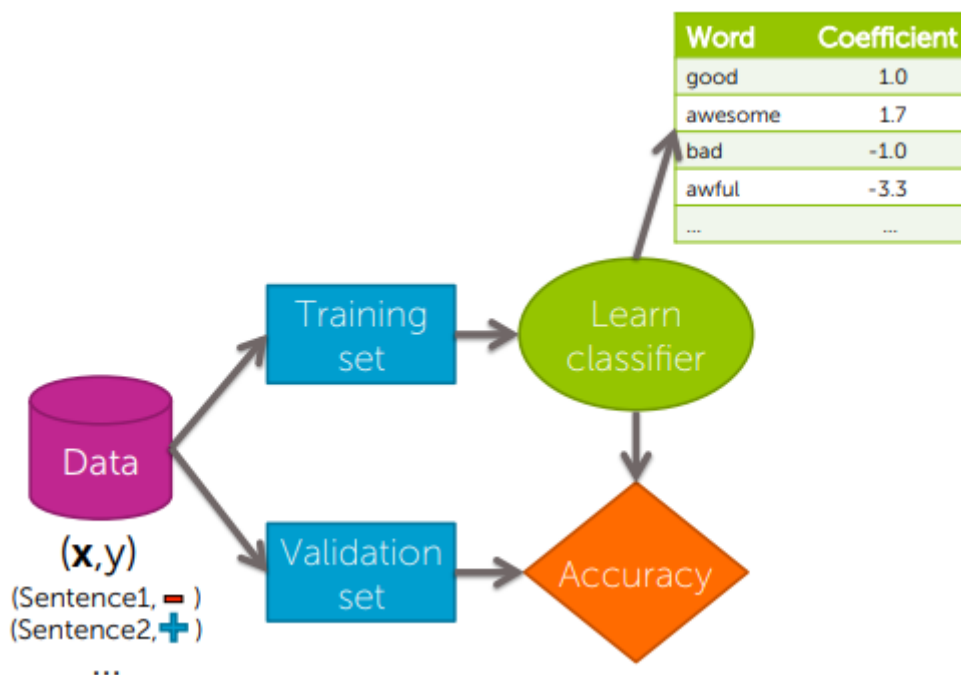 Word Coefficient
good 1.0
awesome 1.7
bad -1.0
awful -3.3
... ...
Training
set
Learn
classifier
Data
(x,y)
(Sentence1, - )
(Sentence2, + )
...
Validation
set
Accuracy